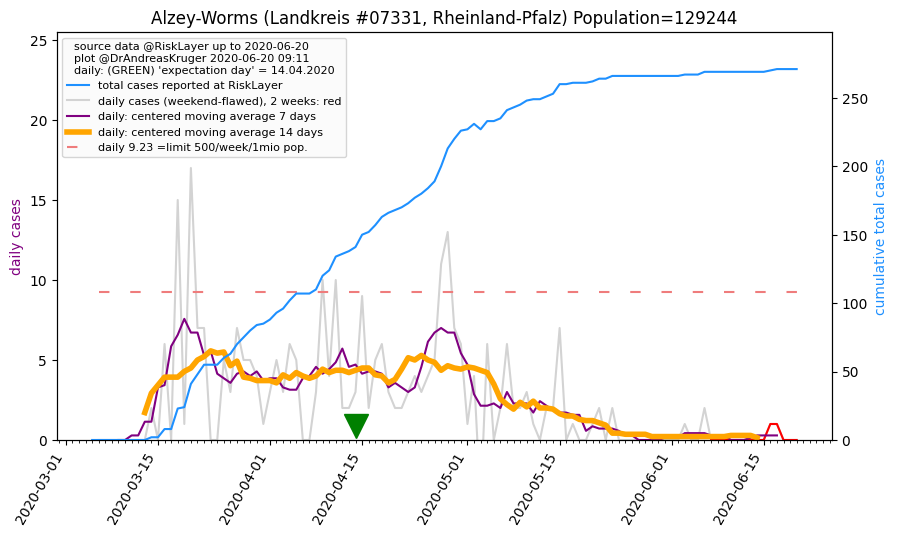 Alzey-Worms (Landkreis #07331, Rheinland-Pfalz) Population=129244
source data @RiskLayer up to 2020-06-20
plot @DrAndreasKruger 2020-06-20 09:11
daily: (GREEN) 'expectation day' = 14.04.2020
total cases reported at RiskLayer
daily cases (weekend-flawed), 2 weeks: red
daily: centered moving average 7 days
daily: centered moving average 14 days
daily 9.23 =limit 500/week/1mio pop.
daily cases
25
20
15
10
5
0
cumulative total cases
250
200
150
100
50
0
2020-03-01
2020-03-15
2020-04-01
2020-04-15
2020-05-01
2020-05-15
2020-06-01
2020-06-15